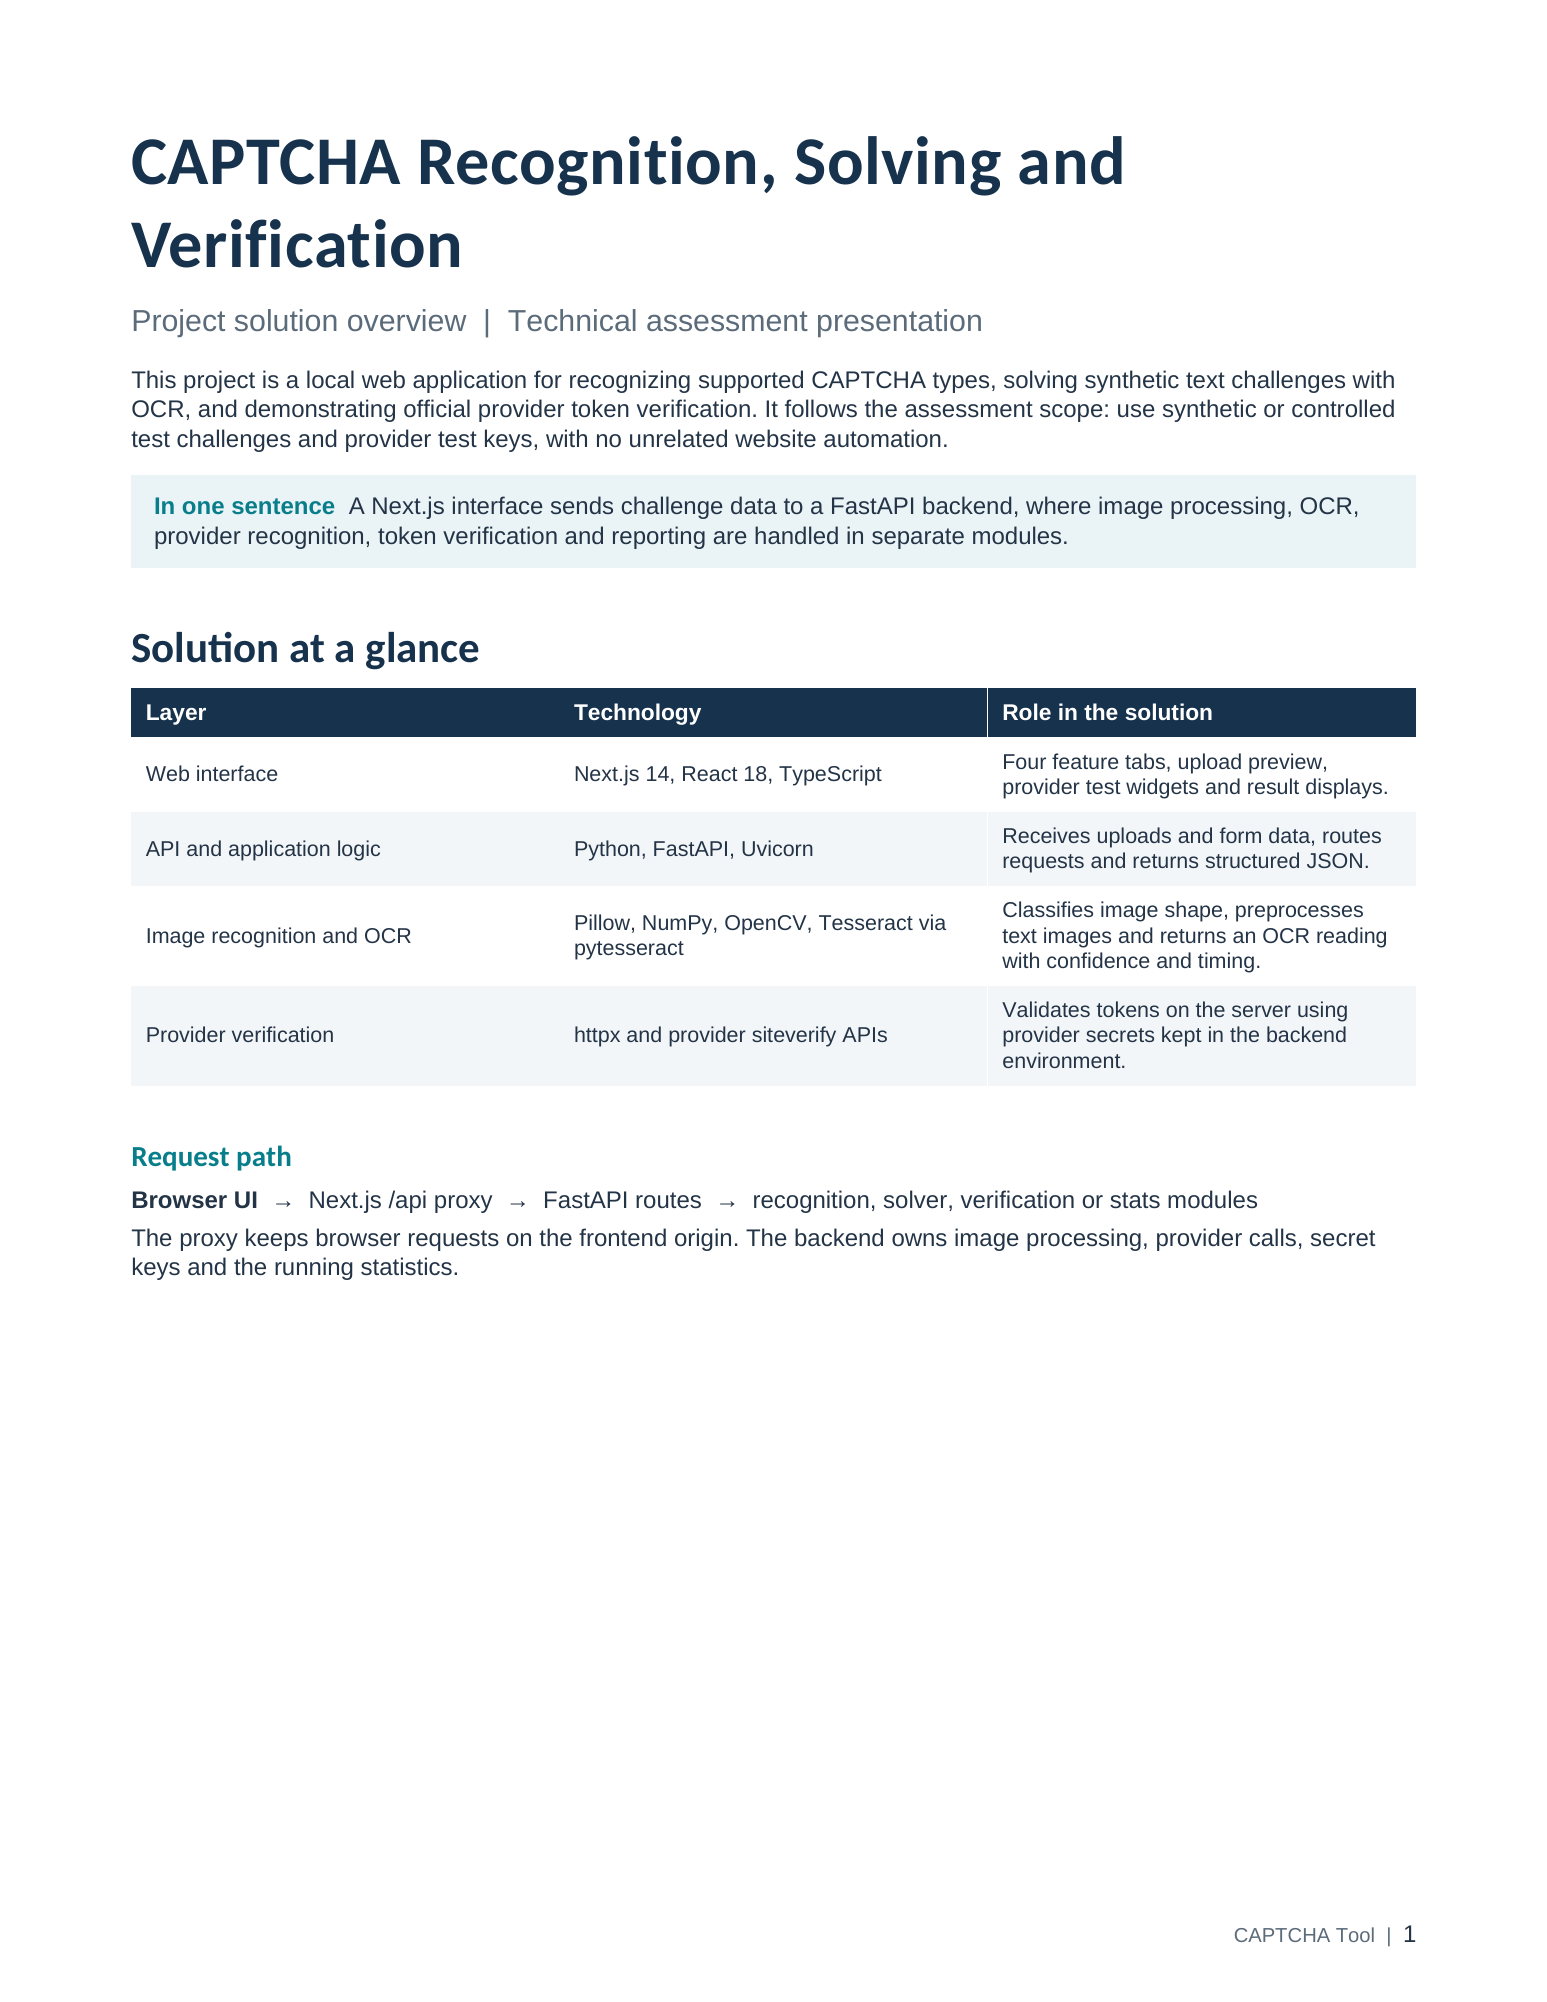 CAPTCHA Recognition, Solving and
Verification
Project solution overview | Technical assessment presentation
This project is a local web application for recognizing supported CAPTCHA types, solving synthetic text challenges with
OCR, and demonstrating official provider token verification. It follows the assessment scope: use synthetic or controlled
test challenges and provider test keys, with no unrelated website automation.
In one sentence A Next.js interface sends challenge data to a FastAPI backend, where image processing, OCR,
provider recognition, token verification and reporting are handled in separate modules.
Solution at a glance
Layer Technology Role in the solution
Web interface
Next.js 14, React 18, TypeScript
Four feature tabs, upload preview,
provider test widgets and result displays.
API and application logic
Python, FastAPI, Uvicorn
Receives uploads and form data, routes
requests and returns structured JSON.
Image recognition and OCR
Pillow, NumPy, OpenCV, Tesseract via
pytesseract
Classifies image shape, preprocesses
text images and returns an OCR reading
with confidence and timing.
Provider verification
httpx and provider siteverify APIs
Validates tokens on the server using
provider secrets kept in the backend
environment.
Request path
Browser UI → Next.js /api proxy → FastAPI routes → recognition, solver, verification or stats modules
The proxy keeps browser requests on the frontend origin. The backend owns image processing, provider calls, secret
keys and the running statistics.
CAPTCHA Tool | 1